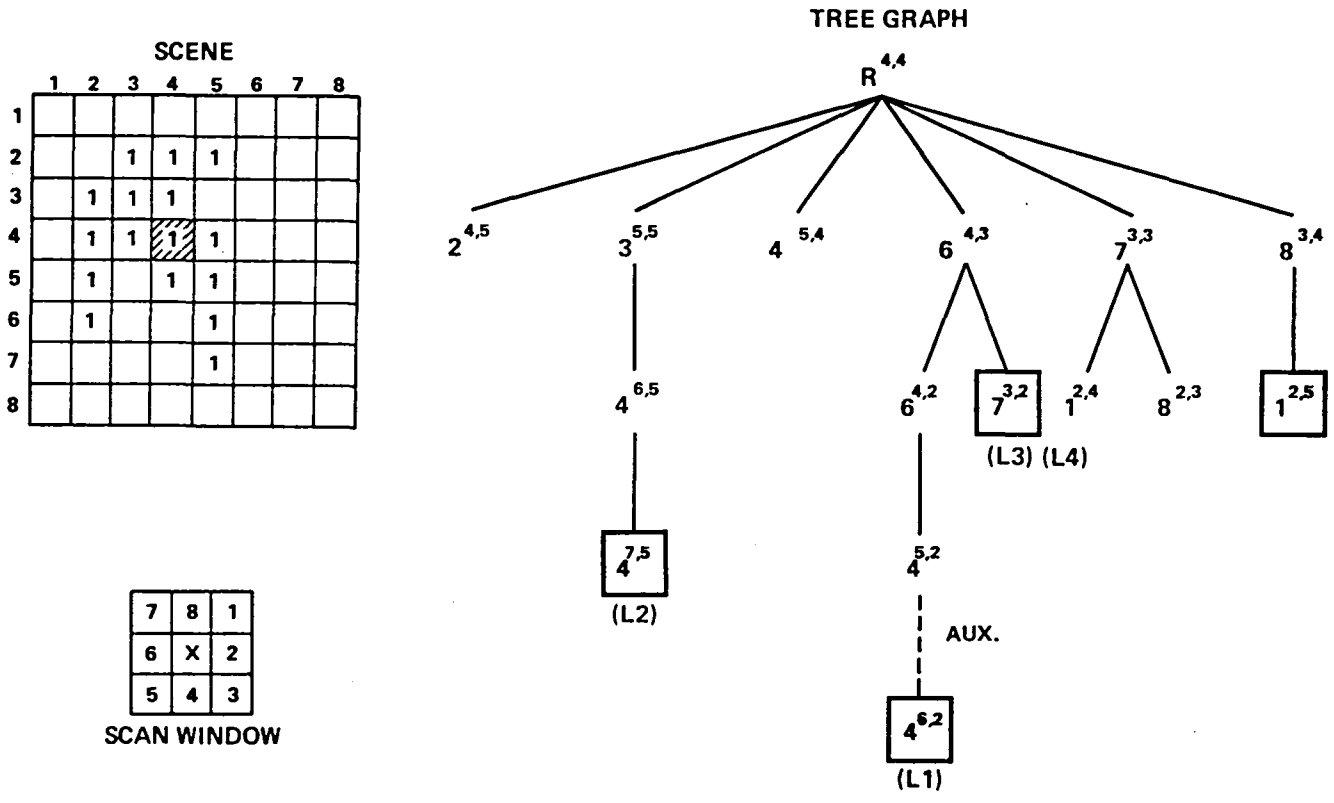 TREE GRAPH
R4,4
24,5
35,5
4 5,4
64,3
73,3
83,4
46,5
64,2
73,2
12,4
82,3
12,5
(L3) (L4)
47,5
(L2)
45,2
AUX.
46,2
(L1)
SCENE
1 2 3 4 5 6 7 8
1
2 1 1 1
3 1 1 1
4 1 1 1 1
5 1 1 1
6 1 1
7 1
8
7 8 1
6 X 2
5 4 3
SCAN WINDOW